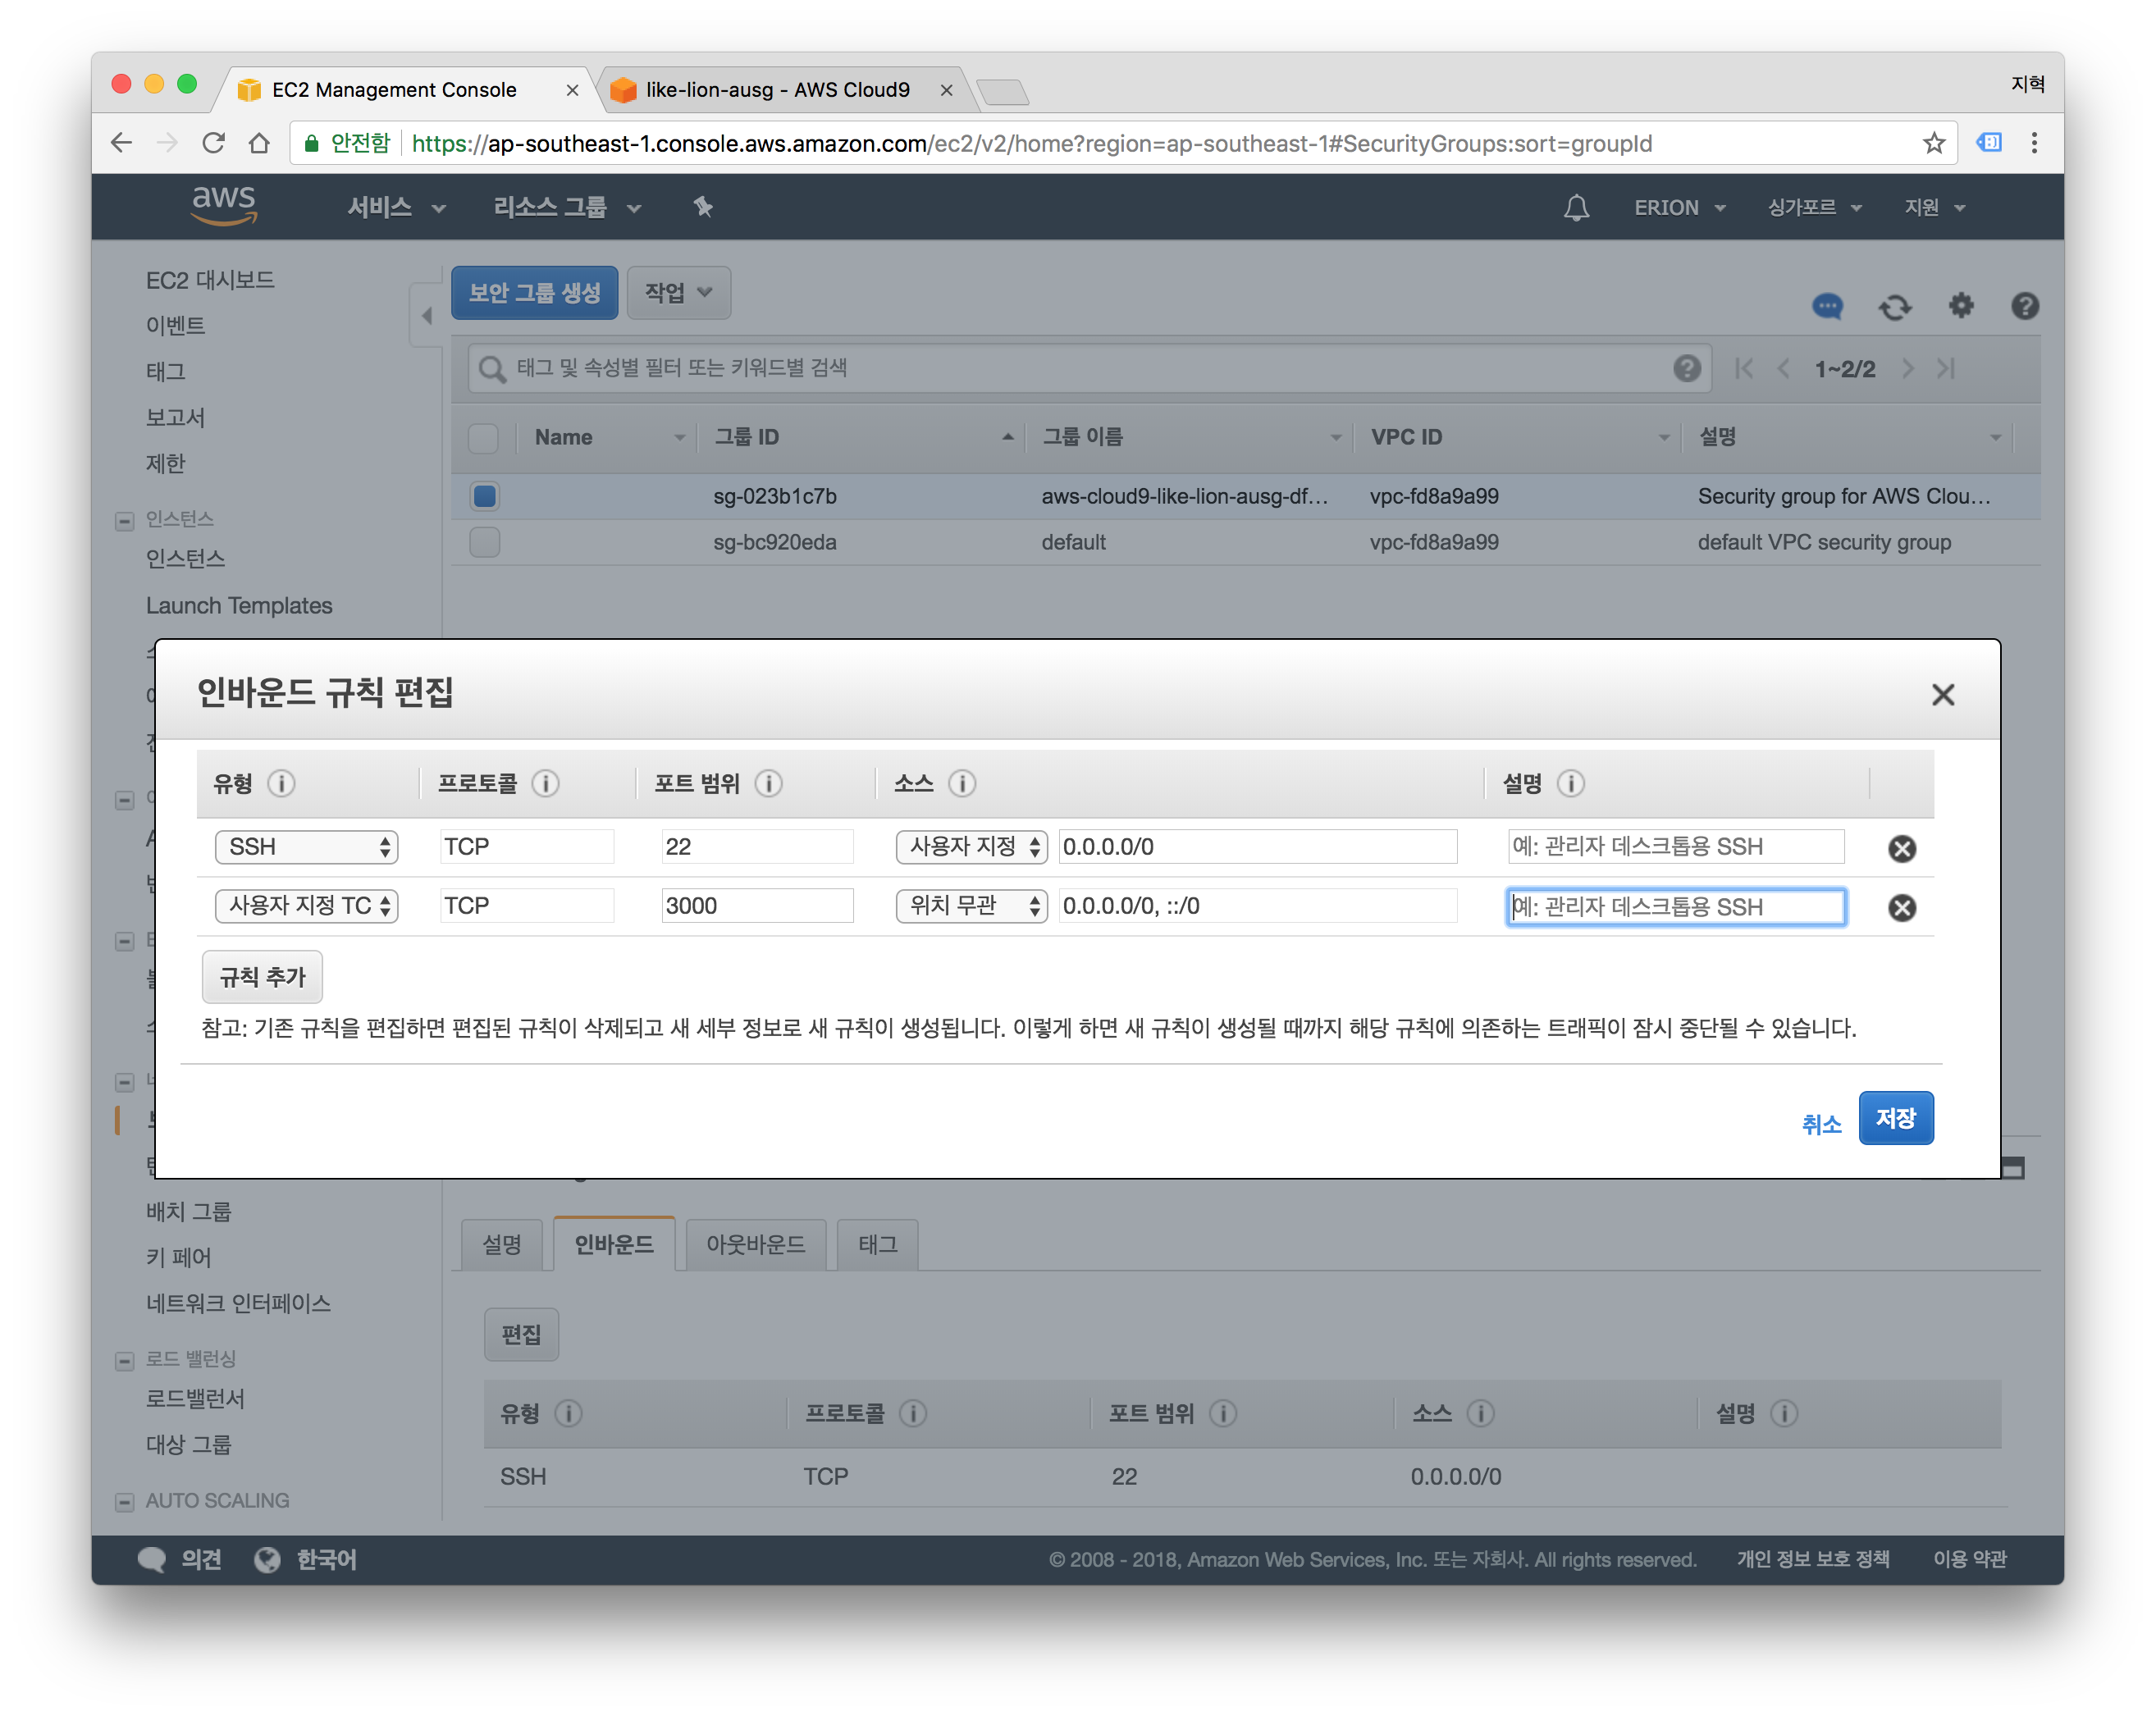 EC2 Management Console
like-lion-ausg - AWS Cloud9
지혁
안전함 https://ap-southeast-1.console.aws.amazon.com/ec2/v2/home?region=ap-southeast-1#SecurityGroups:sort=groupId
aws 서비스 리소스 그룹 ERION 싱가포르 지원
EC2 대시보드
이벤트
태그
보고서
제한
인스턴스
인스턴스
Launch Templates
보안 그룹 생성 작업
태그 및 속성별 필터 또는 키워드별 검색 1~2/2
Name 그룹 ID 그룹 이름 VPC ID 설명
sg-023b1c7b aws-cloud9-like-lion-ausg-df... vpc-fd8a9a99 Security group for AWS Clou...
sg-bc920eda default vpc-fd8a9a99 default VPC security group
인바운드 규칙 편집
유형 프로토콜 포트 범위 소스 설명
SSH TCP 22 사용자 지정 0.0.0.0/0 예: 관리자 데스크톱용 SSH
사용자 지정 TC TCP 3000 위치 무관 0.0.0.0/0, ::/0 예: 관리자 데스크톱용 SSH
규칙 추가
참고: 기존 규칙을 편집하면 편집된 규칙이 삭제되고 새 세부 정보로 새 규칙이 생성됩니다. 이렇게 하면 새 규칙이 생성될 때까지 해당 규칙에 의존하는 트래픽이 잠시 중단될 수 있습니다.
취소 저장
배치 그룹
키 페어
네트워크 인터페이스
로드 밸런싱
로드밸런서
대상 그룹
AUTO SCALING
설명 인바운드 아웃바운드 태그
편집
유형 프로토콜 포트 범위 소스 설명
SSH TCP 22 0.0.0.0/0
의견 한국어 © 2008 - 2018, Amazon Web Services, Inc. 또는 자회사. All rights reserved. 개인 정보 보호 정책 이용 약관